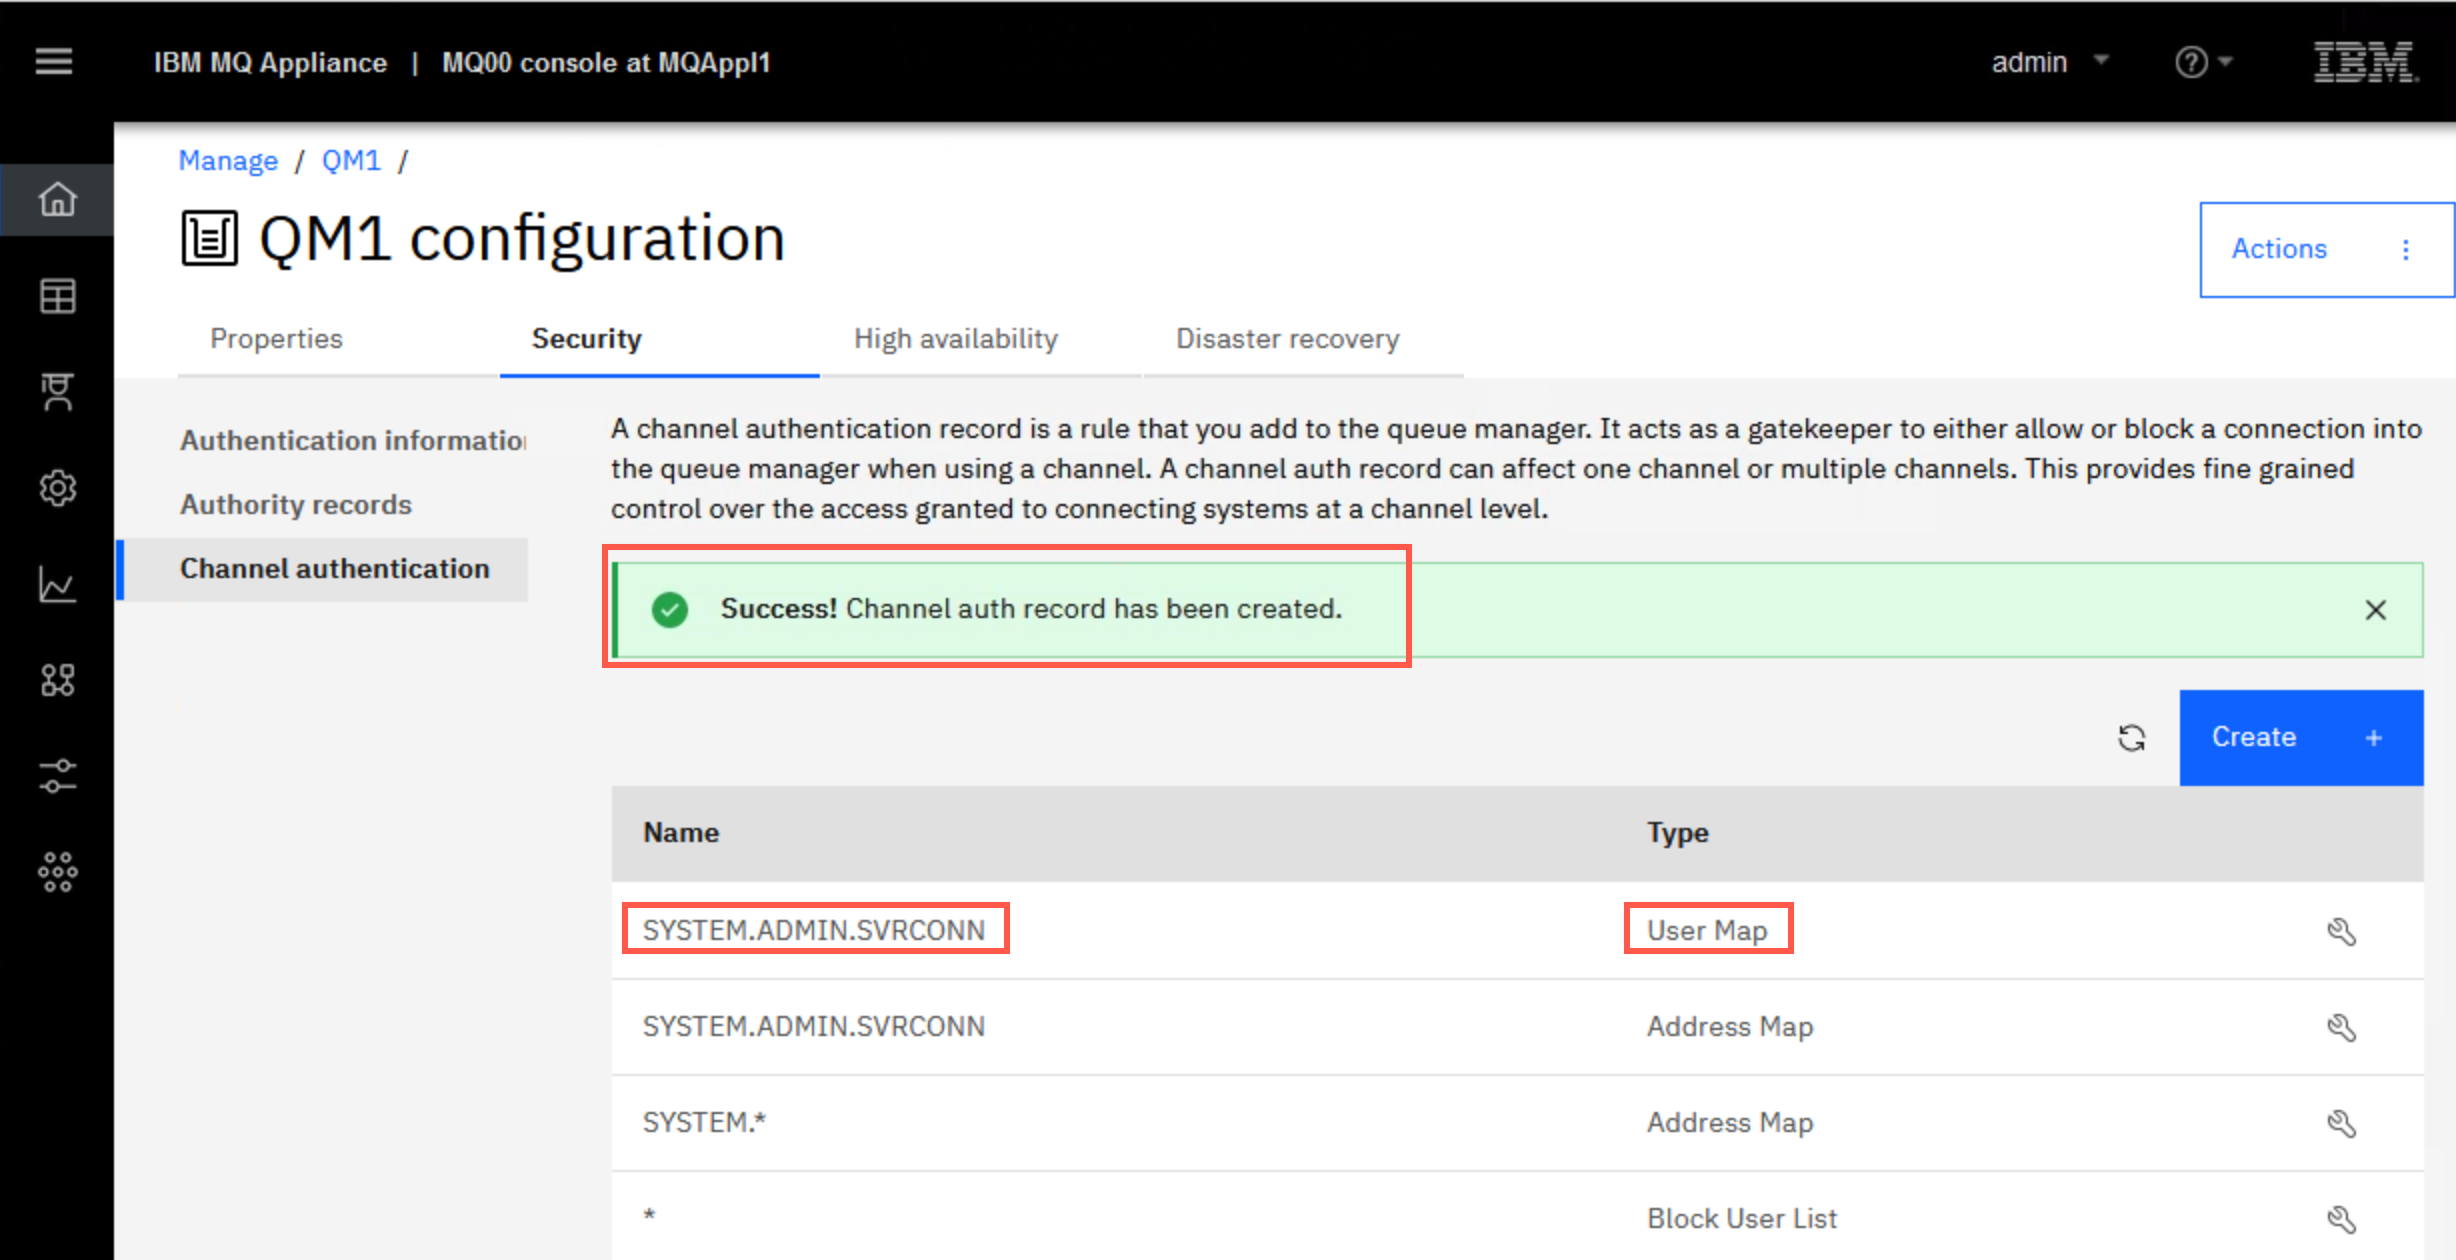 IBM MQ Appliance | MQ00 console at MQAppl1
admin
IBM
Manage / QM1 /
QM1 configuration
Actions
Properties
Security
High availability
Disaster recovery
Authentication informatio
Authority records
Channel authentication
A channel authentication record is a rule that you add to the queue manager. It acts as a gatekeeper to either allow or block a connection into
the queue manager when using a channel. A channel auth record can affect one channel or multiple channels. This provides fine grained
control over the access granted to connecting systems at a channel level.
Success! Channel auth record has been created.
Create +
Name Type
SYSTEM.ADMIN.SVRCONN User Map
SYSTEM.ADMIN.SVRCONN Address Map
SYSTEM.* Address Map
* Block User List